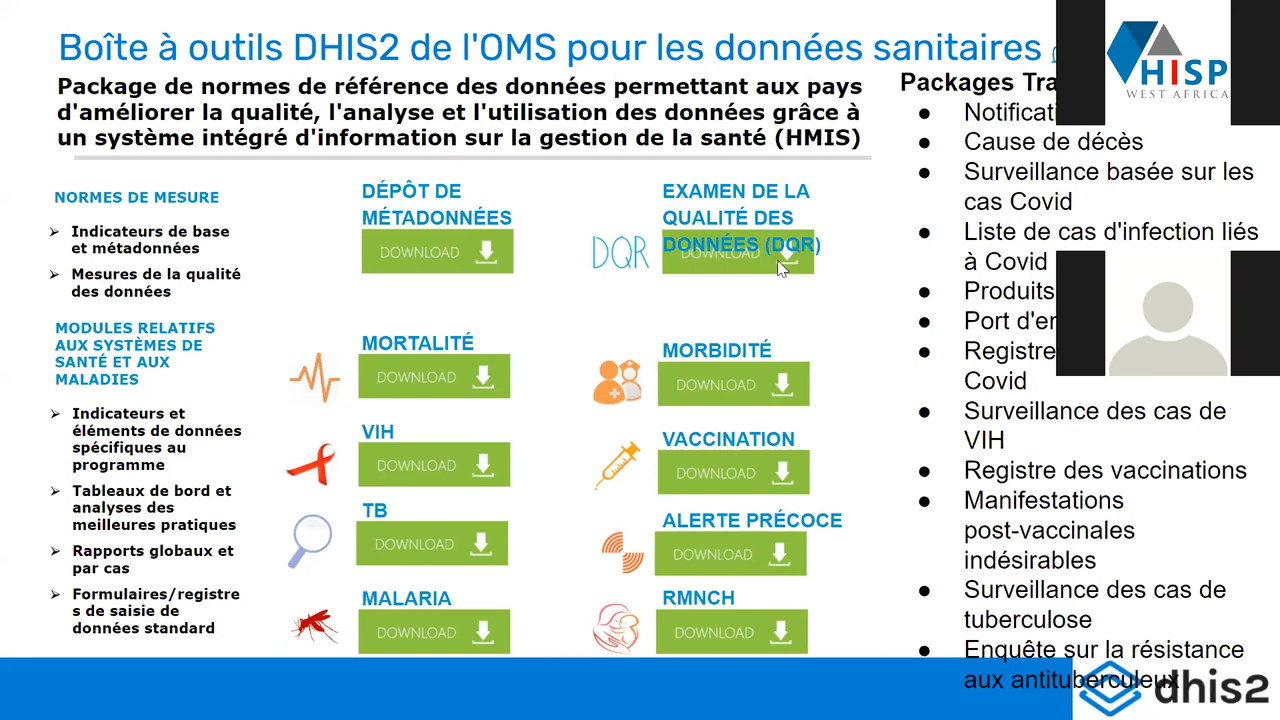 Boîte à outils DHIS2 de l'OMS pour les données sanitaires
Package de normes de référence des données permettant aux pays
d'améliorer la qualité, l'analyse et l'utilisation des données grâce à
un système intégré d'information sur la gestion de la santé (HMIS)
NORMES DE MESURE
Indicateurs de base
et métadonnées
Mesures de la qualité
des données
MODULES RELATIFS
AUX SYSTÈMES DE
SANTÉ ET AUX
MALADIES
Indicateurs et
éléments de données
spécifiques au
programme
Tableaux de bord et
analyses des
meilleures pratiques
Rapports globaux et
par cas
Formulaires/registre
s de saisie de
données standard
DÉPÔT DE
MÉTADONNÉES
DOWNLOAD
DQR
EXAMEN DE LA
QUALITÉ DES
DONNÉES (DQR)
DOWNLOAD
MORTALITÉ
DOWNLOAD
MORBIDITÉ
DOWNLOAD
VIH
DOWNLOAD
VACCINATION
DOWNLOAD
TB
DOWNLOAD
ALERTE PRÉCOCE
DOWNLOAD
MALARIA
DOWNLOAD
RMNCH
DOWNLOAD
Packages
Cause de décès
Surveillance basée sur les
cas Covid
Liste de cas d'infection liés
à Covid
Produits
Port
Registre
Covid
Surveillance des cas de
VIH
Registre des vaccinations
Manifestations
post-vaccinales
indésirables
Surveillance des cas de
tuberculose
Enquête sur la résistance
aux antituberculeux
HISP
WEST AFRICA
dhis2